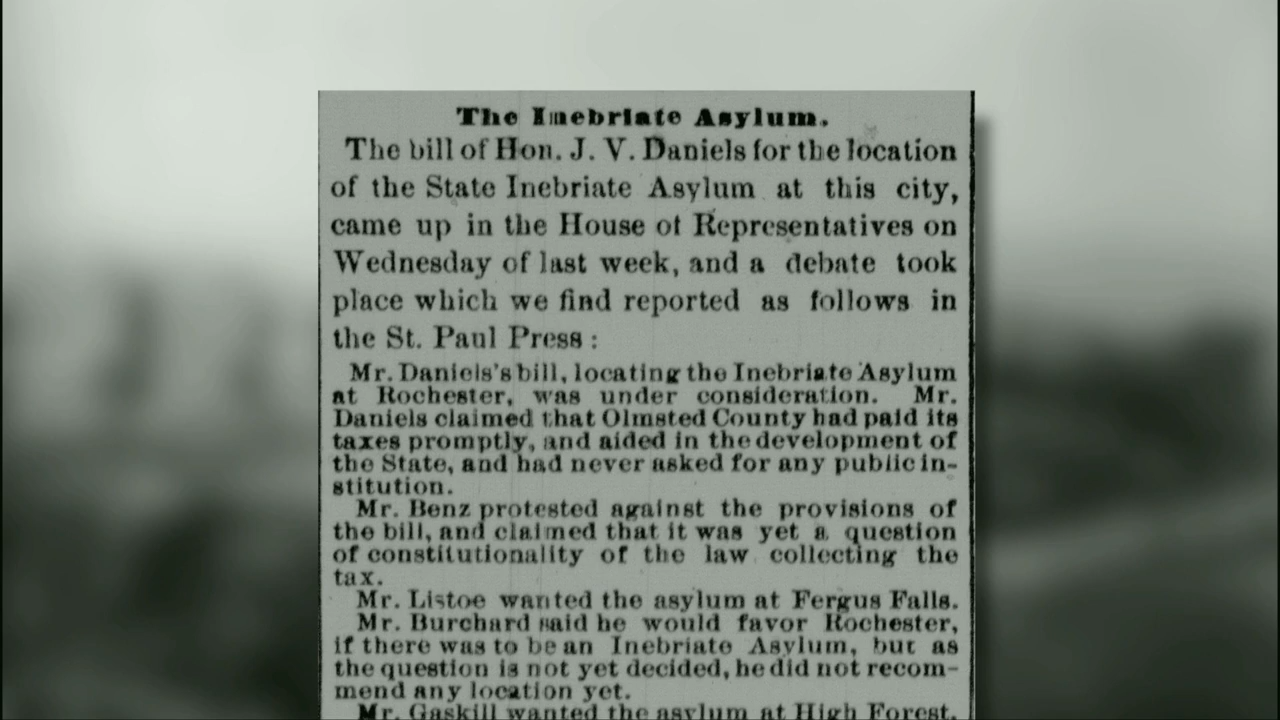 The Inebriate Asylum.
The bill of Hon. J. V. Daniels for the location
of the State Inebriate Asylum at this city,
came up in the House of Representatives on
Wednesday of last week, and a debate took
place which we find reported as follows in
the St. Paul Press :
Mr. Daniels's bill, locating the Inebriate Asylum
at Rochester, was under consideration. Mr.
Daniels claimed that Olmsted County had paid its
taxes promptly, and aided in the development of
the State, and had never asked for any public in-
stitution.
Mr. Benz protested against the provisions of
the bill, and claimed that it was yet a question
of constitutionality of the law collecting the
tax.
Mr. Listoe wanted the asylum at Fergus Falls.
Mr. Burchard said he would favor Rochester,
if there was to be an Inebriate Asylum, but as
the question is not yet decided, he did not recom-
mend any location yet.
Mr. Gaskill wanted the asylum at High Forest.